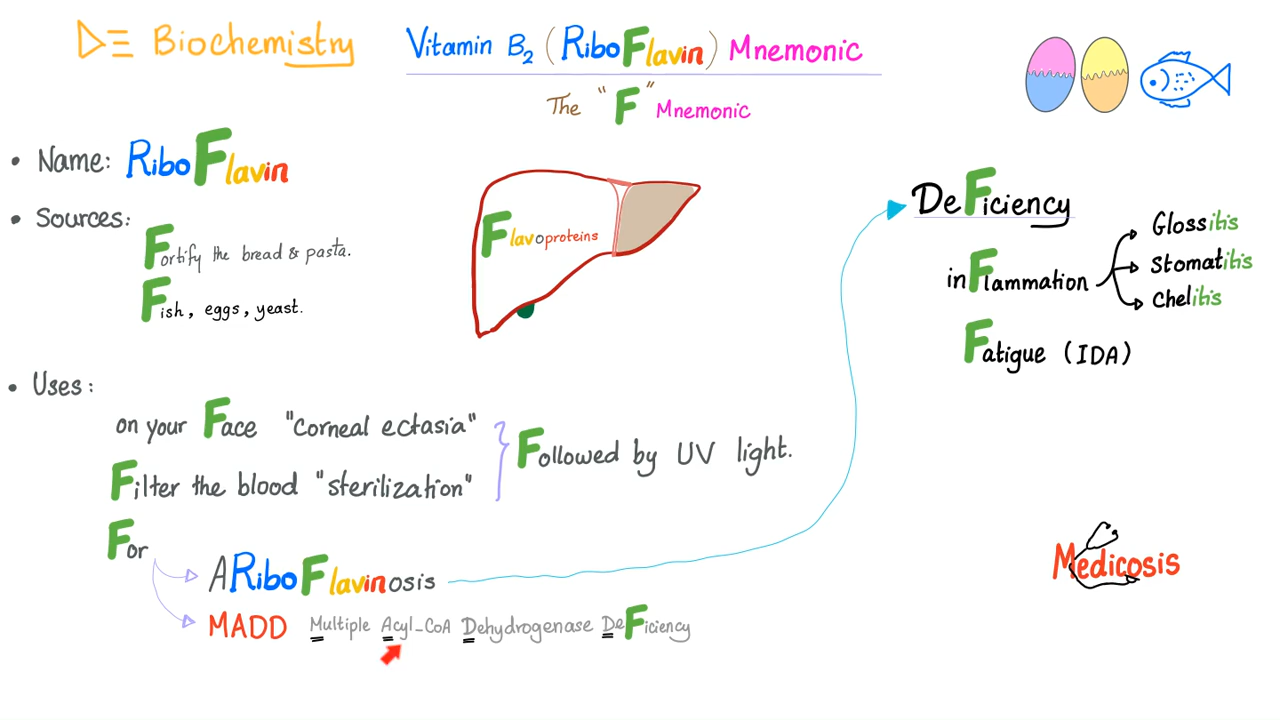 Biochemistry
Vitamin B2 (RiboFlavin) Mnemonic
The "F" Mnemonic
• Name: RiboFlavin
• Sources:
Fortify the bread & pasta.
Fish, eggs, yeast.
Flavoproteins
• Uses:
on your Face "corneal ectasia"
Filter the blood "sterilization"
Followed by UV light.
For
ARiboFlavinosis
MADD Multiple Acyl-CoA Dehydrogenase DeFiciency
DeFiciency
inFlammation
Glossitis
Stomatitis
Chelitis
Fatigue (IDA)
Medicosis